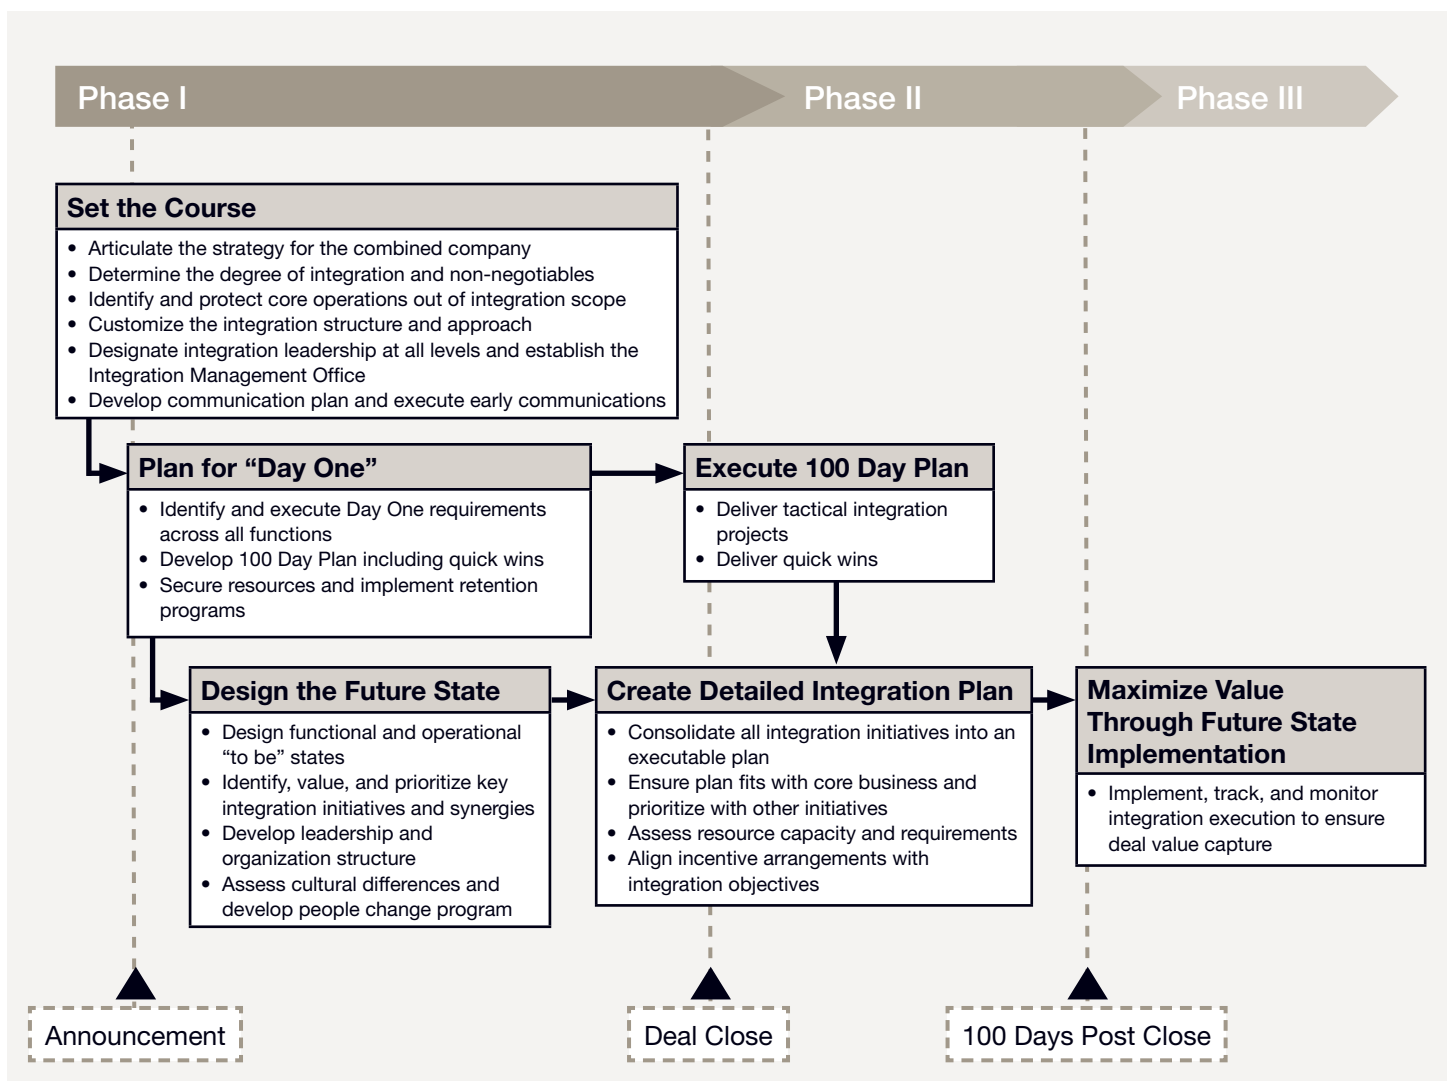 Phase I
Phase II
Phase III
Set the Course
• Articulate the strategy for the combined company
• Determine the degree of integration and non-negotiables
• Identify and protect core operations out of integration scope
• Customize the integration structure and approach
• Designate integration leadership at all levels and establish the
Integration Management Office
• Develop communication plan and execute early communications
Plan for “Day One”
• Identify and execute Day One requirements
across all functions
• Develop 100 Day Plan including quick wins
• Secure resources and implement retention
programs
Execute 100 Day Plan
• Deliver tactical integration
projects
• Deliver quick wins
Design the Future State
• Design functional and operational
“to be” states
• Identify, value, and prioritize key
integration initiatives and synergies
• Develop leadership and
organization structure
• Assess cultural differences and
develop people change program
Create Detailed Integration Plan
• Consolidate all integration initiatives into an
executable plan
• Ensure plan fits with core business and
prioritize with other initiatives
• Assess resource capacity and requirements
• Align incentive arrangements with
integration objectives
Maximize Value
Through Future State
Implementation
• Implement, track, and monitor
integration execution to ensure
deal value capture
Announcement
Deal Close
100 Days Post Close